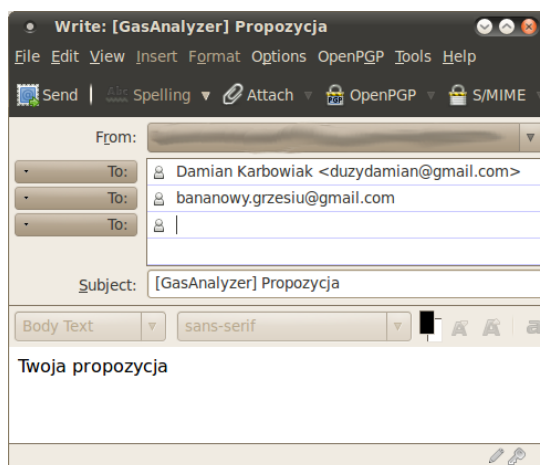 Write: [GasAnalyzer] Propozycja
File Edit View Insert Format Options OpenPGP Tools Help
Send Abc Spelling Attach PGP OpenPGP S/MIME
From:
To: Damian Karbowiak <duzydamian@gmail.com>
To: bananowy.grzesiu@gmail.com
To:
Subject: [GasAnalyzer] Propozycja
Body Text sans-serif A A a
Twoja propozycja